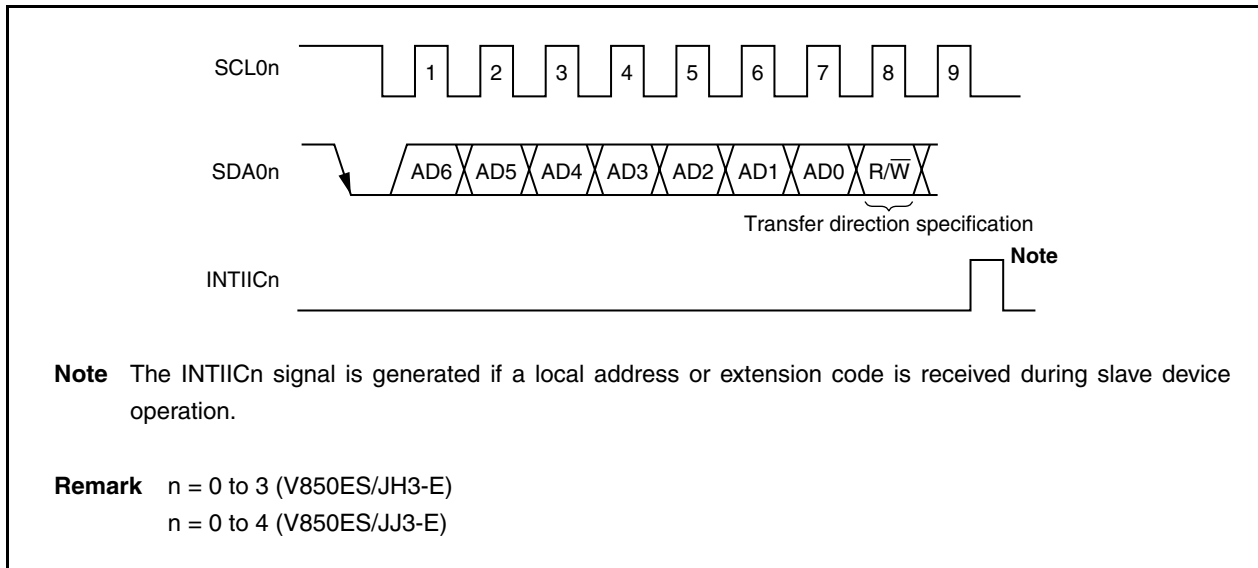 SCL0n
1 2 3 4 5 6 7 8 9
SDA0n
AD6 AD5 AD4 AD3 AD2 AD1 AD0 R/W̅
Transfer direction specification
Note
INTIICn
Note The INTIICn signal is generated if a local address or extension code is received during slave device
operation.
Remark n = 0 to 3 (V850ES/JH3-E)
n = 0 to 4 (V850ES/JJ3-E)